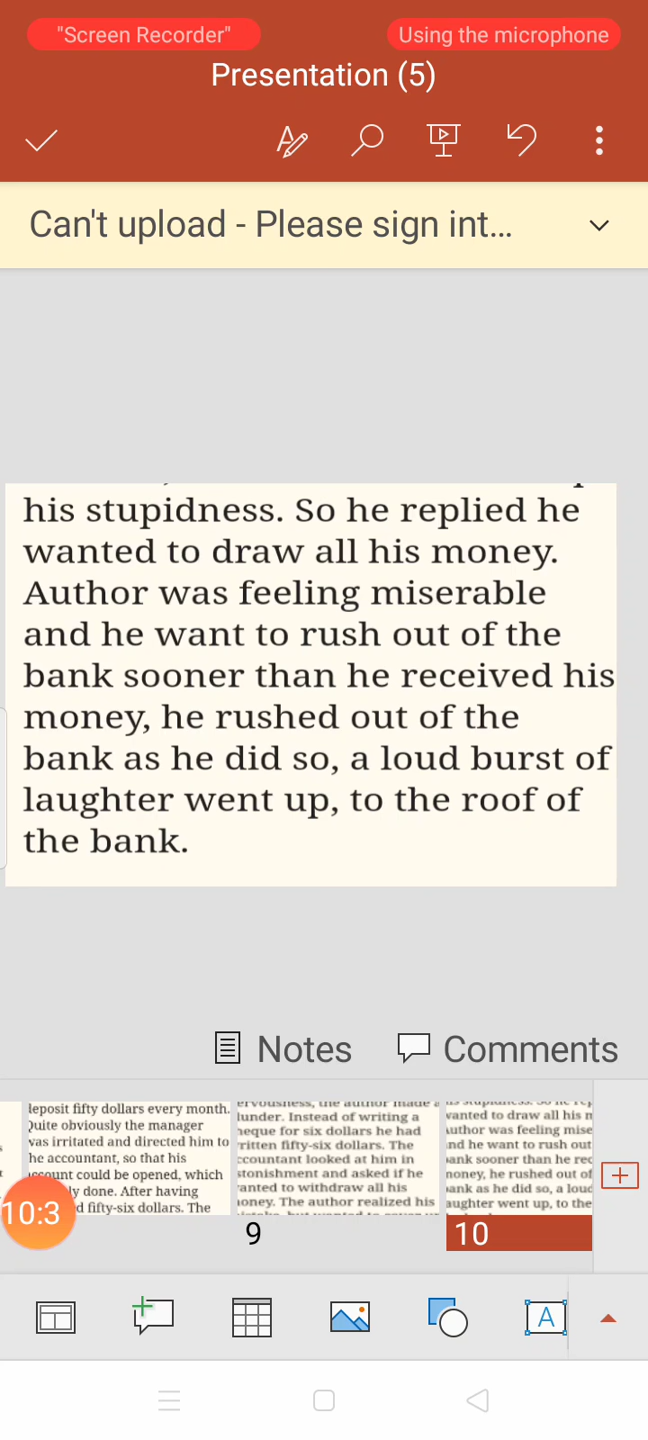 "Screen Recorder"
Using the microphone
Presentation (5)
Can't upload - Please sign int...
his stupidness. So he replied he
wanted to draw all his money.
Author was feeling miserable
and he want to rush out of the
bank sooner than he received his
money, he rushed out of the
bank as he did so, a loud burst of
laughter went up, to the roof of
the bank.
Notes
Comments
deposit fifty dollars every month.
Quite obviously the manager
was irritated and directed him to
the accountant, so that his
account could be opened, which
done. After having
fifty-six dollars. The
nervousness, the author made a
blunder. Instead of writing a
cheque for six dollars he had
written fifty-six dollars. The
accountant looked at him in
astonishment and asked if he
wanted to withdraw all his
money. The author realized his
9
wanted to draw all his
Author was feeling
and he want to rush out
bank sooner than he
money, he rushed out of
bank as he did so, a
laughter went up, to the
10
10:3
A